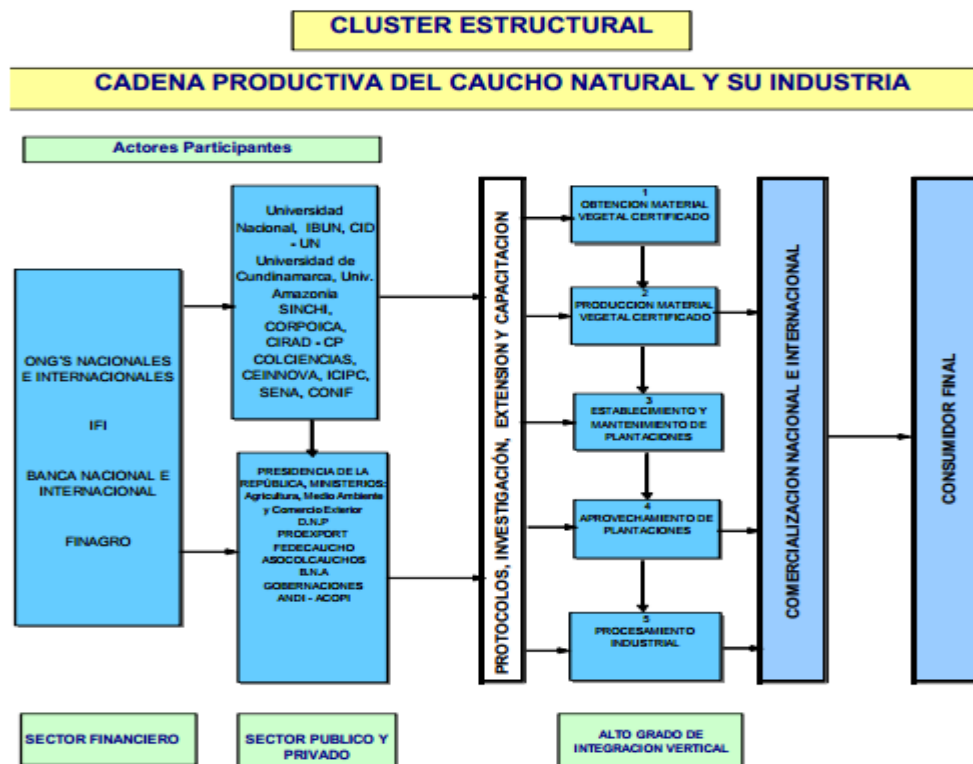 CLUSTER ESTRUCTURAL
CADENA PRODUCTIVA DEL CAUCHO NATURAL Y SU INDUSTRIA
Actores Participantes
ONG'S NACIONALES
E INTERNACIONALES
IFI
BANCA NACIONAL E
INTERNACIONAL
FINAGRO
Universidad
Nacional, IBUN, CID
- UN
Universidad de
Cundinamarca, Univ.
Amazonia
SINCHI,
CORPOICA,
CIRAD - CP
COLCIENCIAS,
CEINNOVA, ICIPC,
SENA, CONIF
PRESIDENCIA DE LA
REPÚBLICA, MINISTERIOS:
Agricultura, Medio Ambiente
y Comercio Exterior
D.N.P
PROEXPORT
FEDECAUCHO
ASOCOLCAUCHOS
B.N.A
GOBERNACIONES
ANDI - ACOPI
PROTOCOLOS, INVESTIGACIÓN, EXTENSION Y CAPACITACION
1
OBTENCION MATERIAL
VEGETAL CERTIFICADO
2
PRODUCCION MATERIAL
VEGETAL CERTIFICADO
3
ESTABLECIMIENTO Y
MANTENIMIENTO DE
PLANTACIONES
4
APROVECHAMIENTO DE
PLANTACIONES
5
PROCESAMIENTO
INDUSTRIAL
COMERCIALIZACION NACIONAL E INTERNACIONAL
CONSUMIDOR FINAL
SECTOR FINANCIERO
SECTOR PUBLICO Y
PRIVADO
ALTO GRADO DE
INTEGRACION VERTICAL